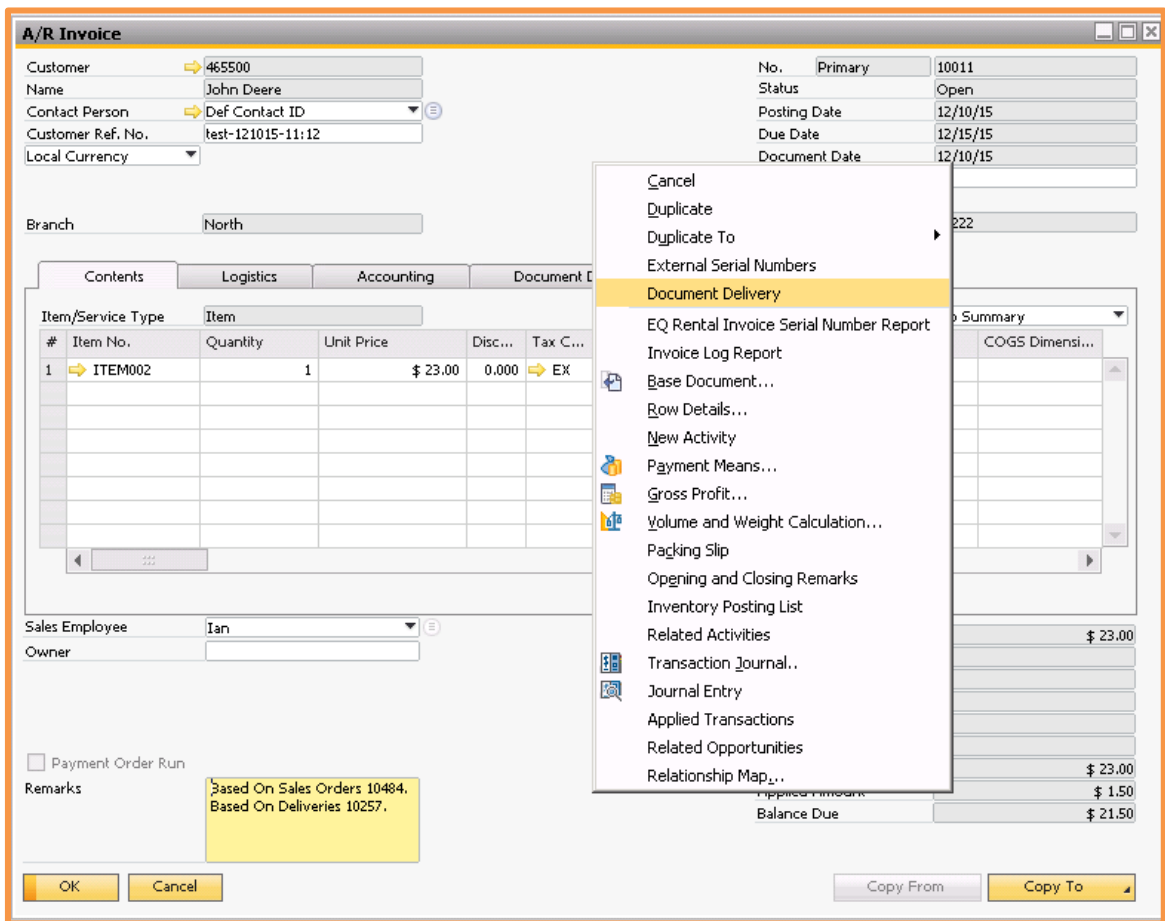 A/R Invoice
Customer 465500 No. Primary 10011
Name John Deere Status Open
Contact Person Def Contact ID Posting Date 12/10/15
Customer Ref. No. test-121015-11:12 Due Date 12/15/15
Local Currency Document Date 12/10/15
Cancel
Duplicate
Branch North 222
Duplicate To
External Serial Numbers
Contents Logistics Accounting Document D
Document Delivery
Item/Service Type Item Summary
EQ Rental Invoice Serial Number Report
# Item No. Quantity Unit Price Disc... Tax C... COGS Dimensi...
Invoice Log Report
1 ITEM002 1 $ 23.00 0.000 EX
Base Document...
Row Details...
New Activity
Payment Means...
Gross Profit...
Volume and Weight Calculation...
Packing Slip
Opening and Closing Remarks
Inventory Posting List
Sales Employee Ian
Related Activities $ 23.00
Owner
Transaction Journal..
Journal Entry
Applied Transactions
Related Opportunities
Payment Order Run
Relationship Map... $ 23.00
Remarks Based On Sales Orders 10484.
Applied Amount $ 1.50
Based On Deliveries 10257.
Balance Due $ 21.50
OK Cancel Copy From Copy To